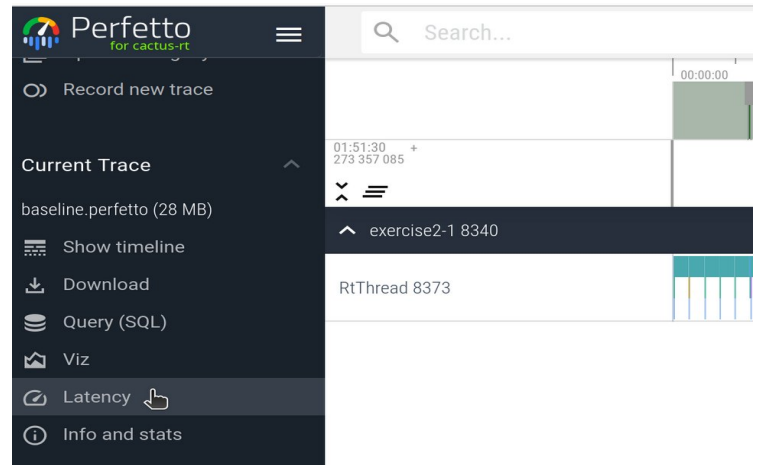 Perfetto
for cactus-rt
Search...
Record new trace
00:00:00
Current Trace
01:51:30 +
273 357 085
baseline.perfetto (28 MB)
exercise2-1 8340
Show timeline
Download
RtThread 8373
Query (SQL)
Viz
Latency
Info and stats